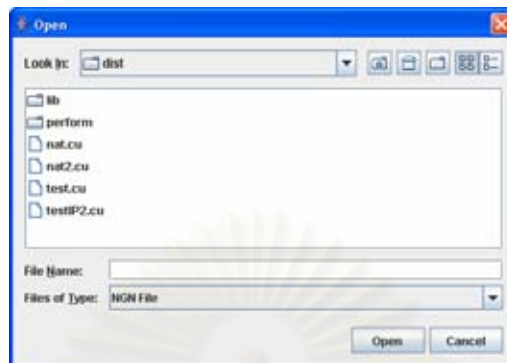 Open
Look In: dist
lib
perform
nat.cu
nat2.cu
test.cu
testIP2.cu
File Name:
Files of Type: NGN File
Open Cancel